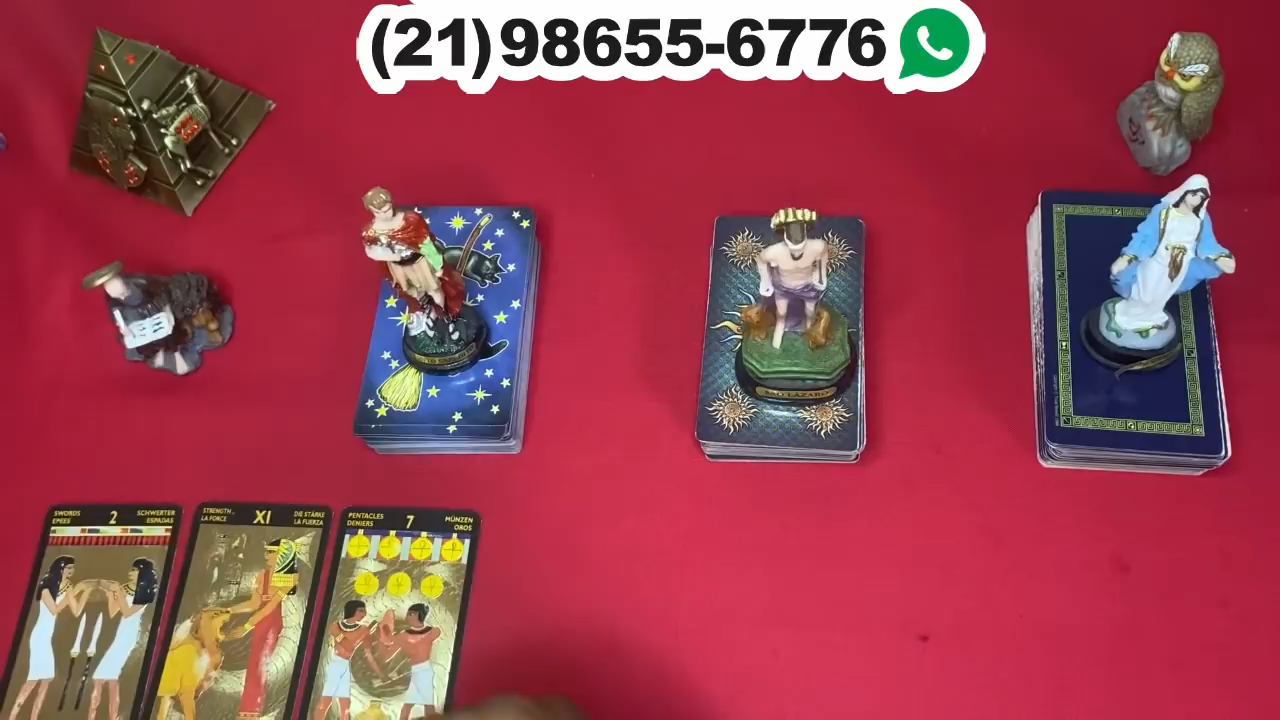 (21)98655-6776
SÃO LÁZARO
SWORDS
EPEES
2
SCHWERTER
ESPADAS
STRENGTH
LA FORCE
XI
DIE STÄRKE
LA FUERZA
PENTACLES
DENIERS
7
MÜNZEN
OROS